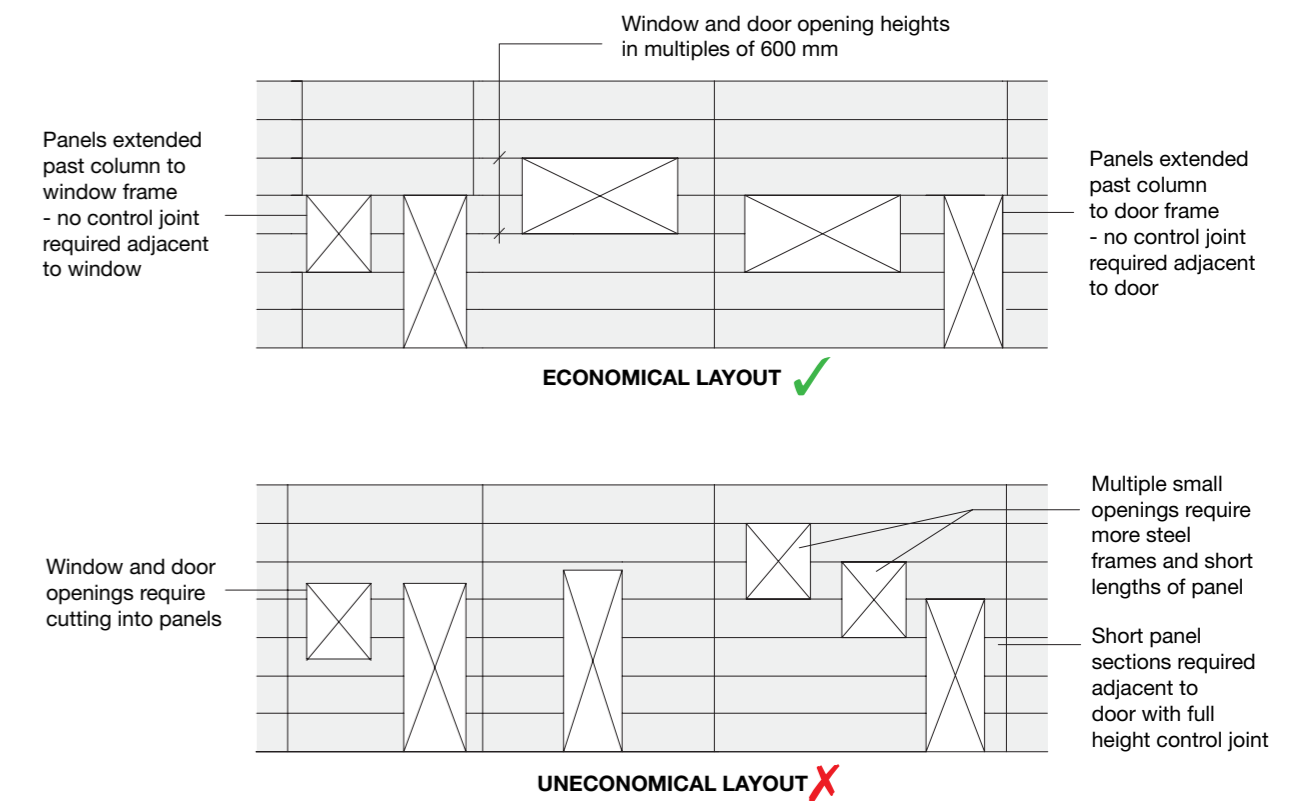 Window and door opening heights
in multiples of 600 mm
Panels extended
past column to
window frame
- no control joint
required adjacent
to window
Panels extended
past column
to door frame
- no control joint
required adjacent
to door
ECONOMICAL LAYOUT
Window and door
openings require
cutting into panels
Multiple small
openings require
more steel
frames and short
lengths of panel
Short panel
sections required
adjacent to
door with full
height control joint
UNECONOMICAL LAYOUT